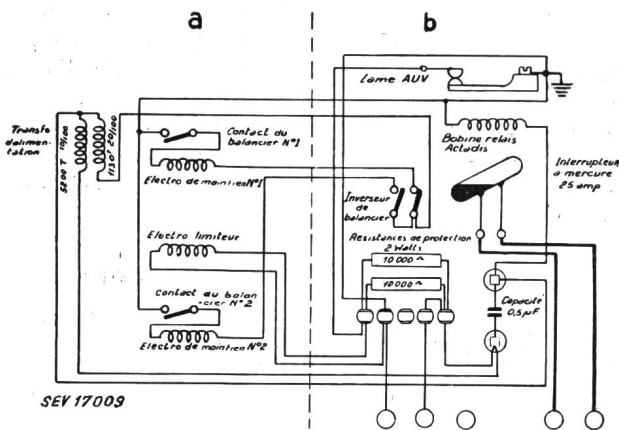 a
b
Lame AUV
Transfo
d'alimen-
tation
5200 T 10/100
1130 T 20/100
Contact du
balancier N°1
Electro de maintien N°1
Inverseur
de
balancier
Bobine relais
Actadis
Interrupteur
a mercure
25 amp
Electro limiteur
Résistances de protection
2 Watts
10 000 ~
10 000 ~
Contact du balan
-cier N°2
Electro de maintien N°2
Capacité
0,5 µF
SEV 17009